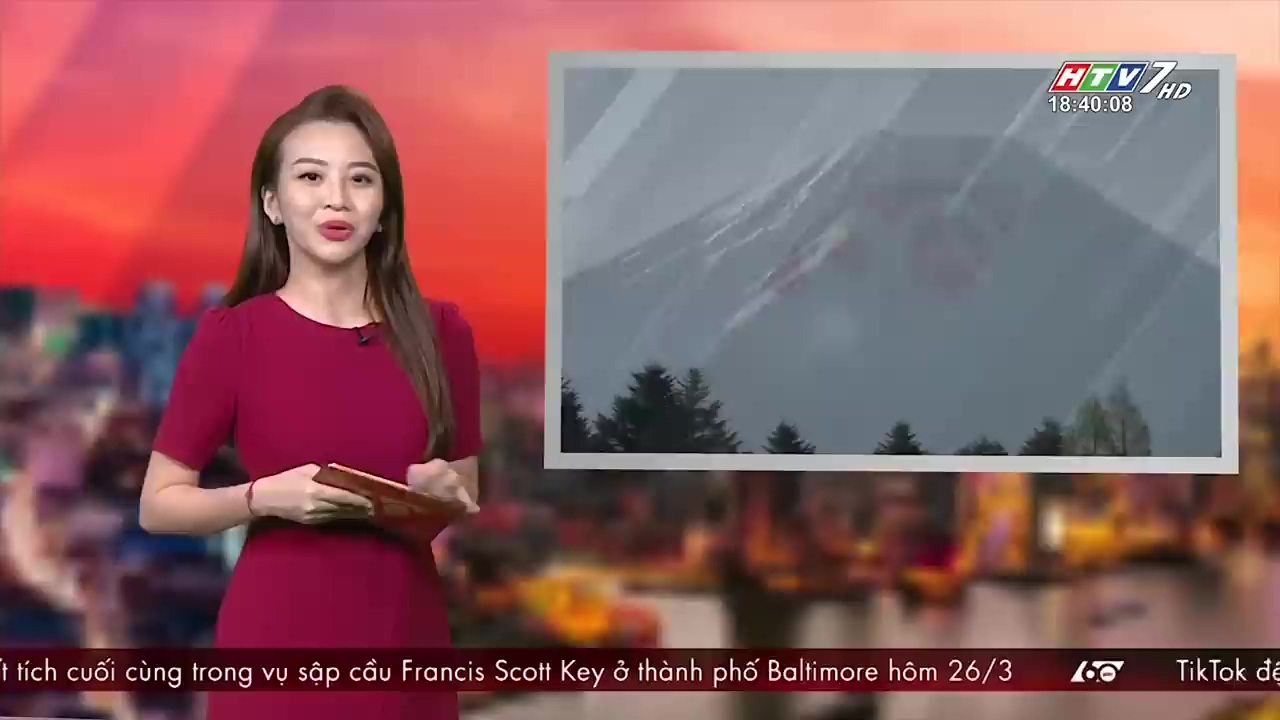 HTV7 HD
18:40:08
tích cuối cùng trong vụ sập cầu Francis Scott Key ở thành phố Baltimore hôm 26/3
TikTok